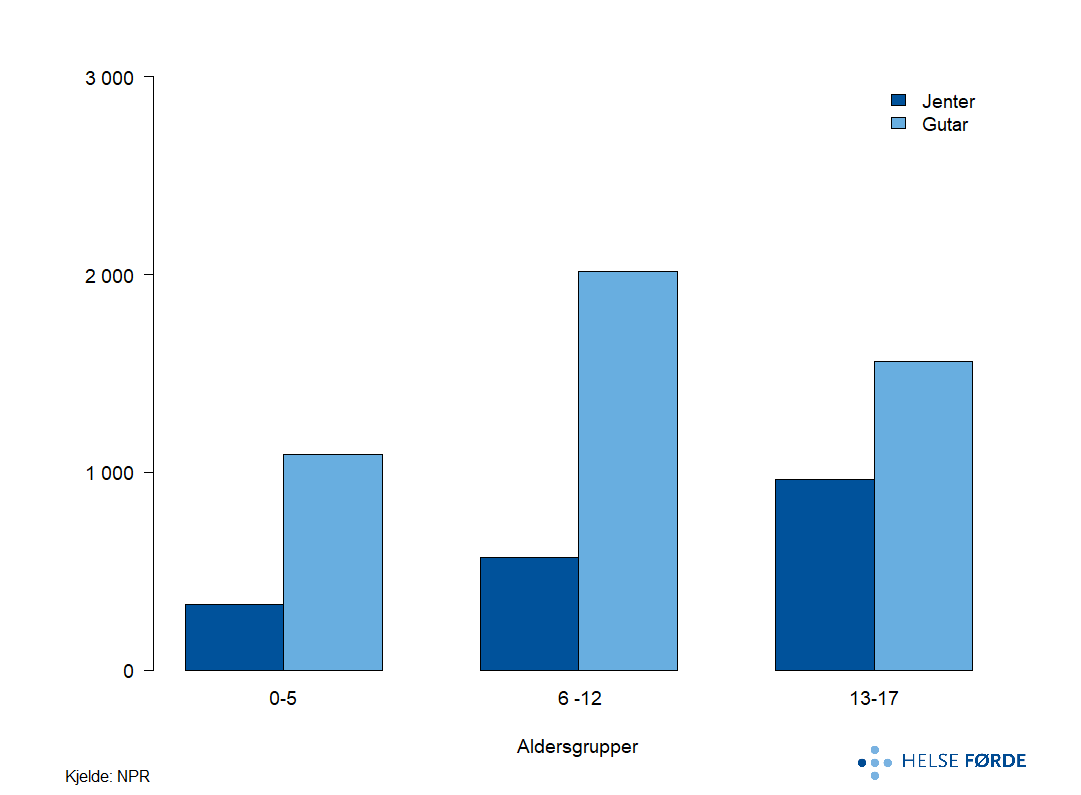 3 000
2 000
1 000
0
Jenter
Gutar
0-5
6 -12
13-17
Aldersgrupper
Kjelde: NPR
HELSE FØRDE